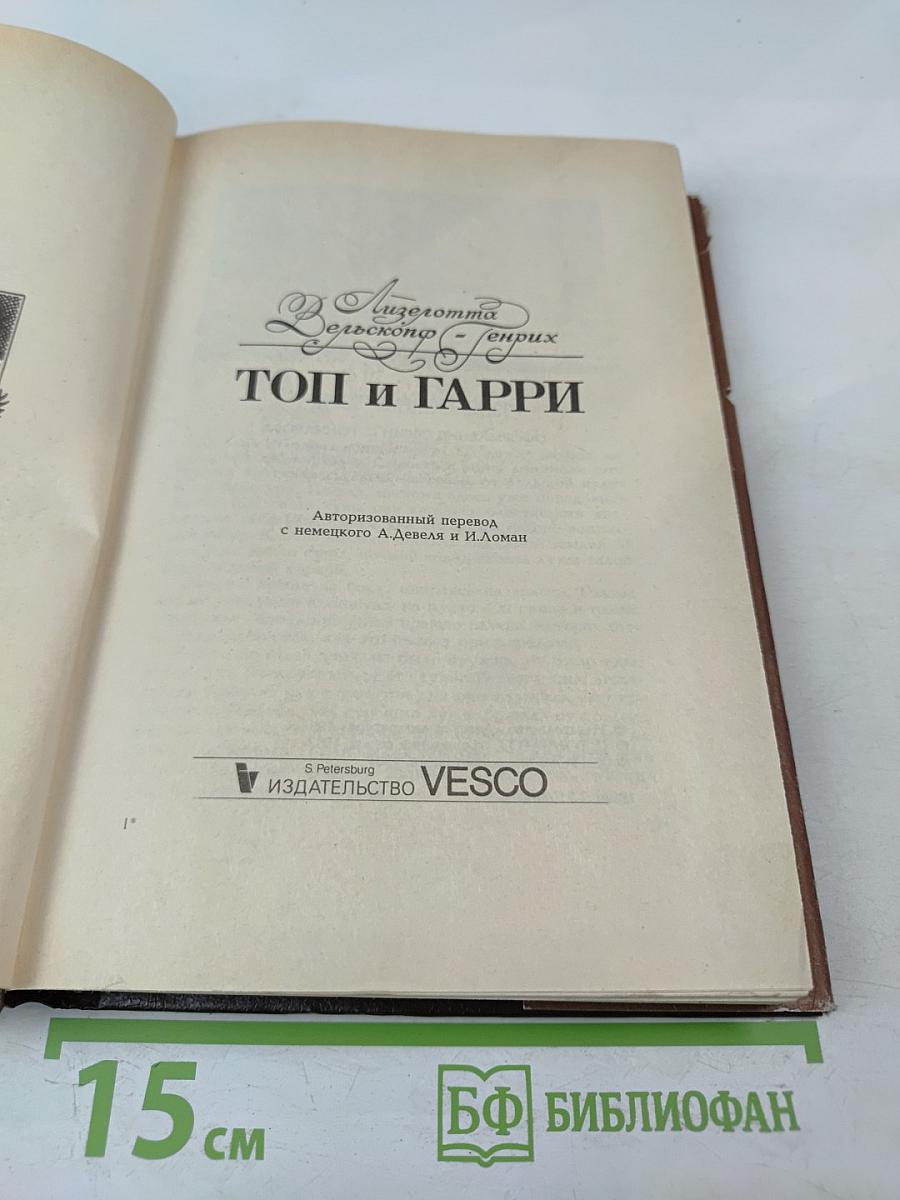 Лизелотта
Вельскопф - Генрих
ТОП и ГАРРИ
Авторизованный перевод
с немецкого А.Девеля и И.Ломан
S Petersburg
ИЗДАТЕЛЬСТВО VESCO
1*
15 см
БФ БИБЛИОФАН